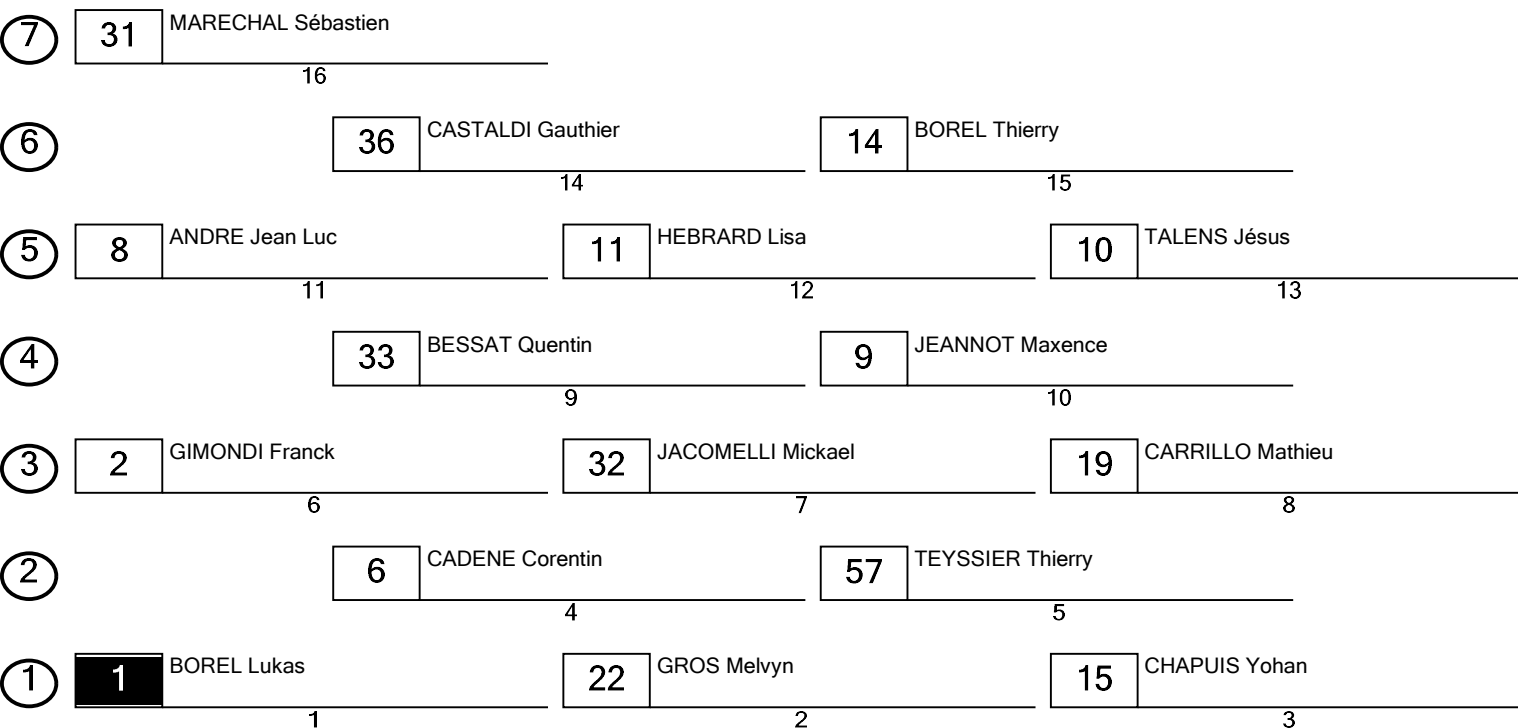 7 31 MARECHAL Sébastien
16
6 36 CASTALDI Gauthier 14 BOREL Thierry
14 15
5 8 ANDRE Jean Luc 11 HEBRARD Lisa 10 TALENS Jésus
11 12 13
4 33 BESSAT Quentin 9 JEANNOT Maxence
9 10
3 2 GIMONDI Franck 32 JACOMELLI Mickael 19 CARRILLO Mathieu
6 7 8
2 6 CADENE Corentin 57 TEYSSIER Thierry
4 5
1 1 BOREL Lukas 22 GROS Melvyn 15 CHAPUIS Yohan
1 2 3